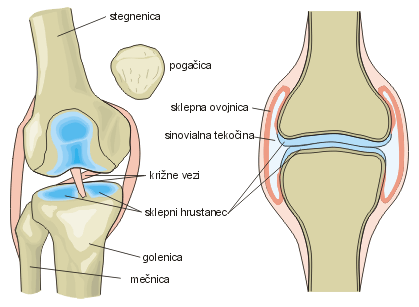 stegnenica
pogačica
sklepna ovojnica
sinovialna tekočina
križne vezi
sklepni hrustanec
golenica
mečnica